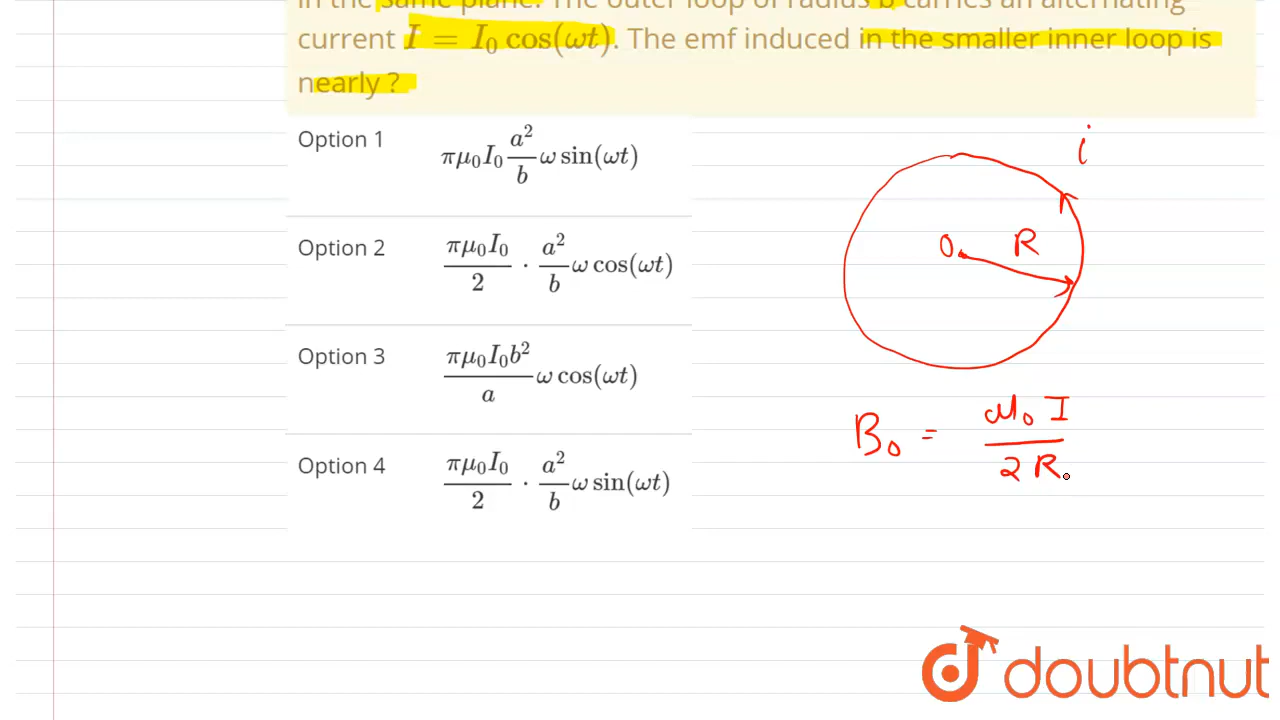 in the same plane. The outer loop of radius b carries an alternating
current I = I₀ cos(ωt). The emf induced in the smaller inner loop is
nearly ?
Option 1 πμ₀I₀ a²/b ω sin(ωt)
Option 2 πμ₀I₀/2 · a²/b ω cos(ωt)
Option 3 πμ₀I₀b²/a ω cos(ωt)
Option 4 πμ₀I₀/2 · a²/b ω sin(ωt)
i
O R
B₀ = μ₀ I / 2 R
doubtnut